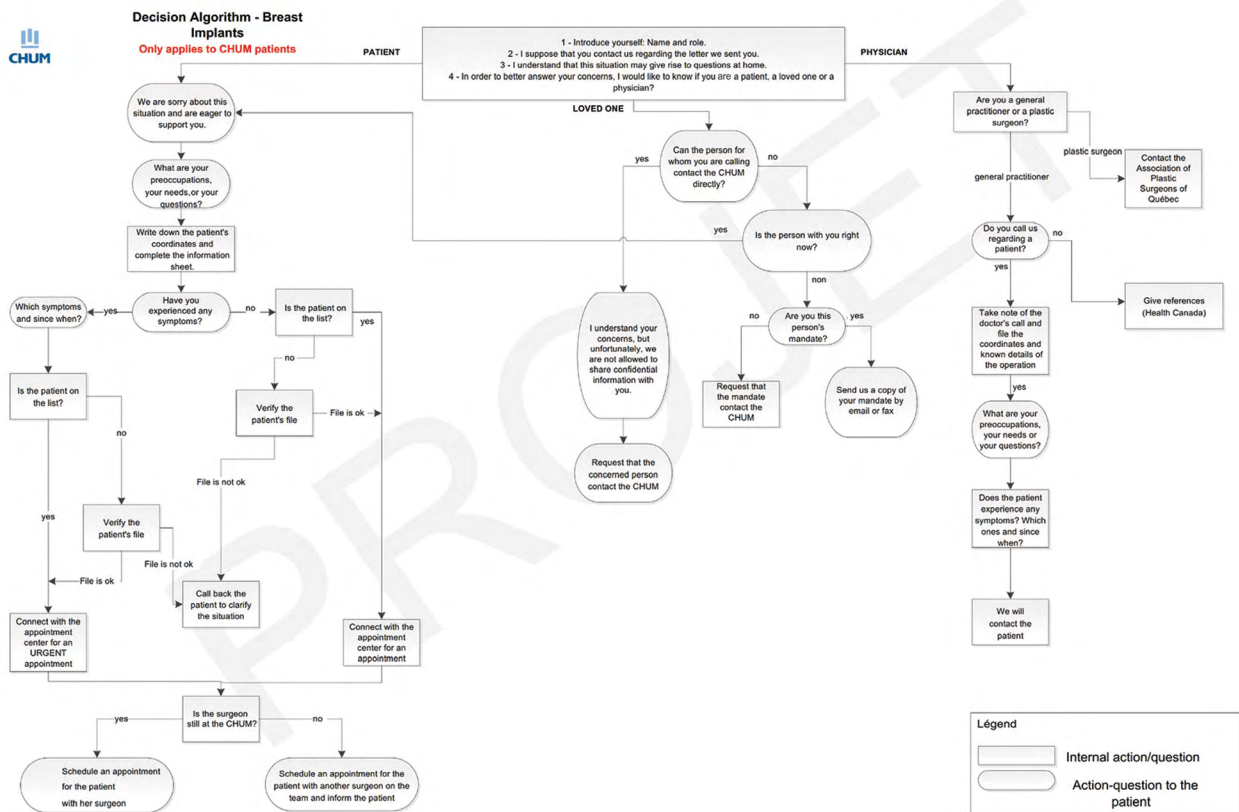 Decision Algorithm - Breast
Implants
Only applies to CHUM patients
CHUM
PATIENT
1 - Introduce yourself: Name and role.
2 - I suppose that you contact us regarding the letter we sent you.
3 - I understand that this situation may give rise to questions at home.
4 - In order to better answer your concerns, I would like to know if you are a patient, a loved one or a
physician?
PHYSICIAN
LOVED ONE
We are sorry about this
situation and are eager to
support you.
What are your
preoccupations,
your needs,or your
questions?
Write down the patient's
coordinates and
complete the information
sheet.
Have you
experienced any
symptoms?
yes
no
Which symptoms
and since when?
Is the patient on
the list?
yes
no
Is the patient on
the list?
no
yes
Verify the
patient's file
File is ok
File is not ok
Verify the
patient's file
File is not ok
File is ok
Call back the
patient to clarify
the situation
Connect with the
appointment
center for an
URGENT
appointment
Connect with the
appointment
center for an
appointment
Is the surgeon
still at the CHUM?
yes
no
Schedule an appointment
for the patient
with her surgeon
Schedule an appointment for the
patient with another surgeon on the
team and inform the patient
Can the person for
whom you are calling
contact the CHUM
directly?
yes
no
Is the person with you right
now?
yes
non
I understand your
concerns, but
unfortunately, we
are not allowed to
share confidential
information with
you.
Request that the
concerned person
contact the CHUM
Are you this
person's
mandate?
no
yes
Request that
the mandate
contact the
CHUM
Send us a copy of
your mandate by
email or fax
Are you a general
practitioner or a plastic
surgeon?
plastic surgeon
general practitioner
Contact the
Association of
Plastic
Surgeons of
Québec
Do you call us
regarding a
patient?
no
yes
Give references
(Health Canada)
Take note of the
doctor's call and
file the
coordinates and
known details of
the operation
yes
What are your
preoccupations,
your needs or
your questions?
Does the patient
experience any
symptoms? Which
ones and since
when?
We will
contact the
patient
Légend
Internal action/question
Action-question to the
patient
PROJET